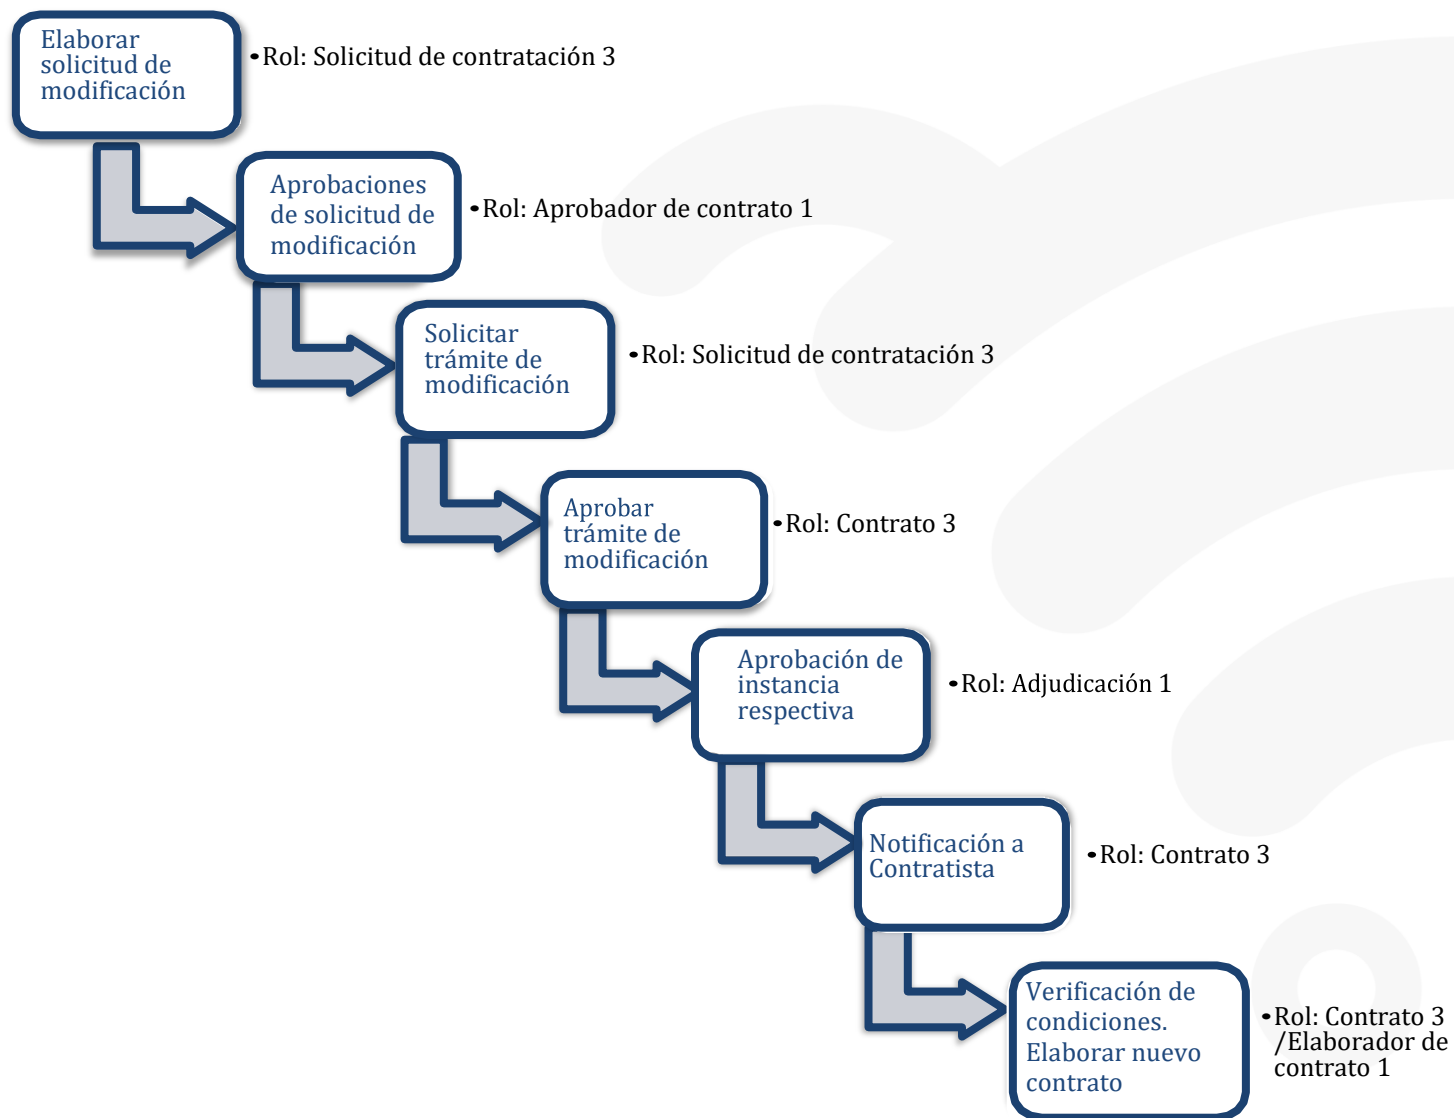 Elaborar
solicitud de
modificación
•Rol: Solicitud de contratación 3
Aprobaciones
de solicitud de
modificación
•Rol: Aprobador de contrato 1
Solicitar
trámite de
modificación
•Rol: Solicitud de contratación 3
Aprobar
trámite de
modificación
•Rol: Contrato 3
Aprobación de
instancia
respectiva
•Rol: Adjudicación 1
Notificación a
Contratista
•Rol: Contrato 3
Verificación de
condiciones.
Elaborar nuevo
contrato
•Rol: Contrato 3
/Elaborador de
contrato 1